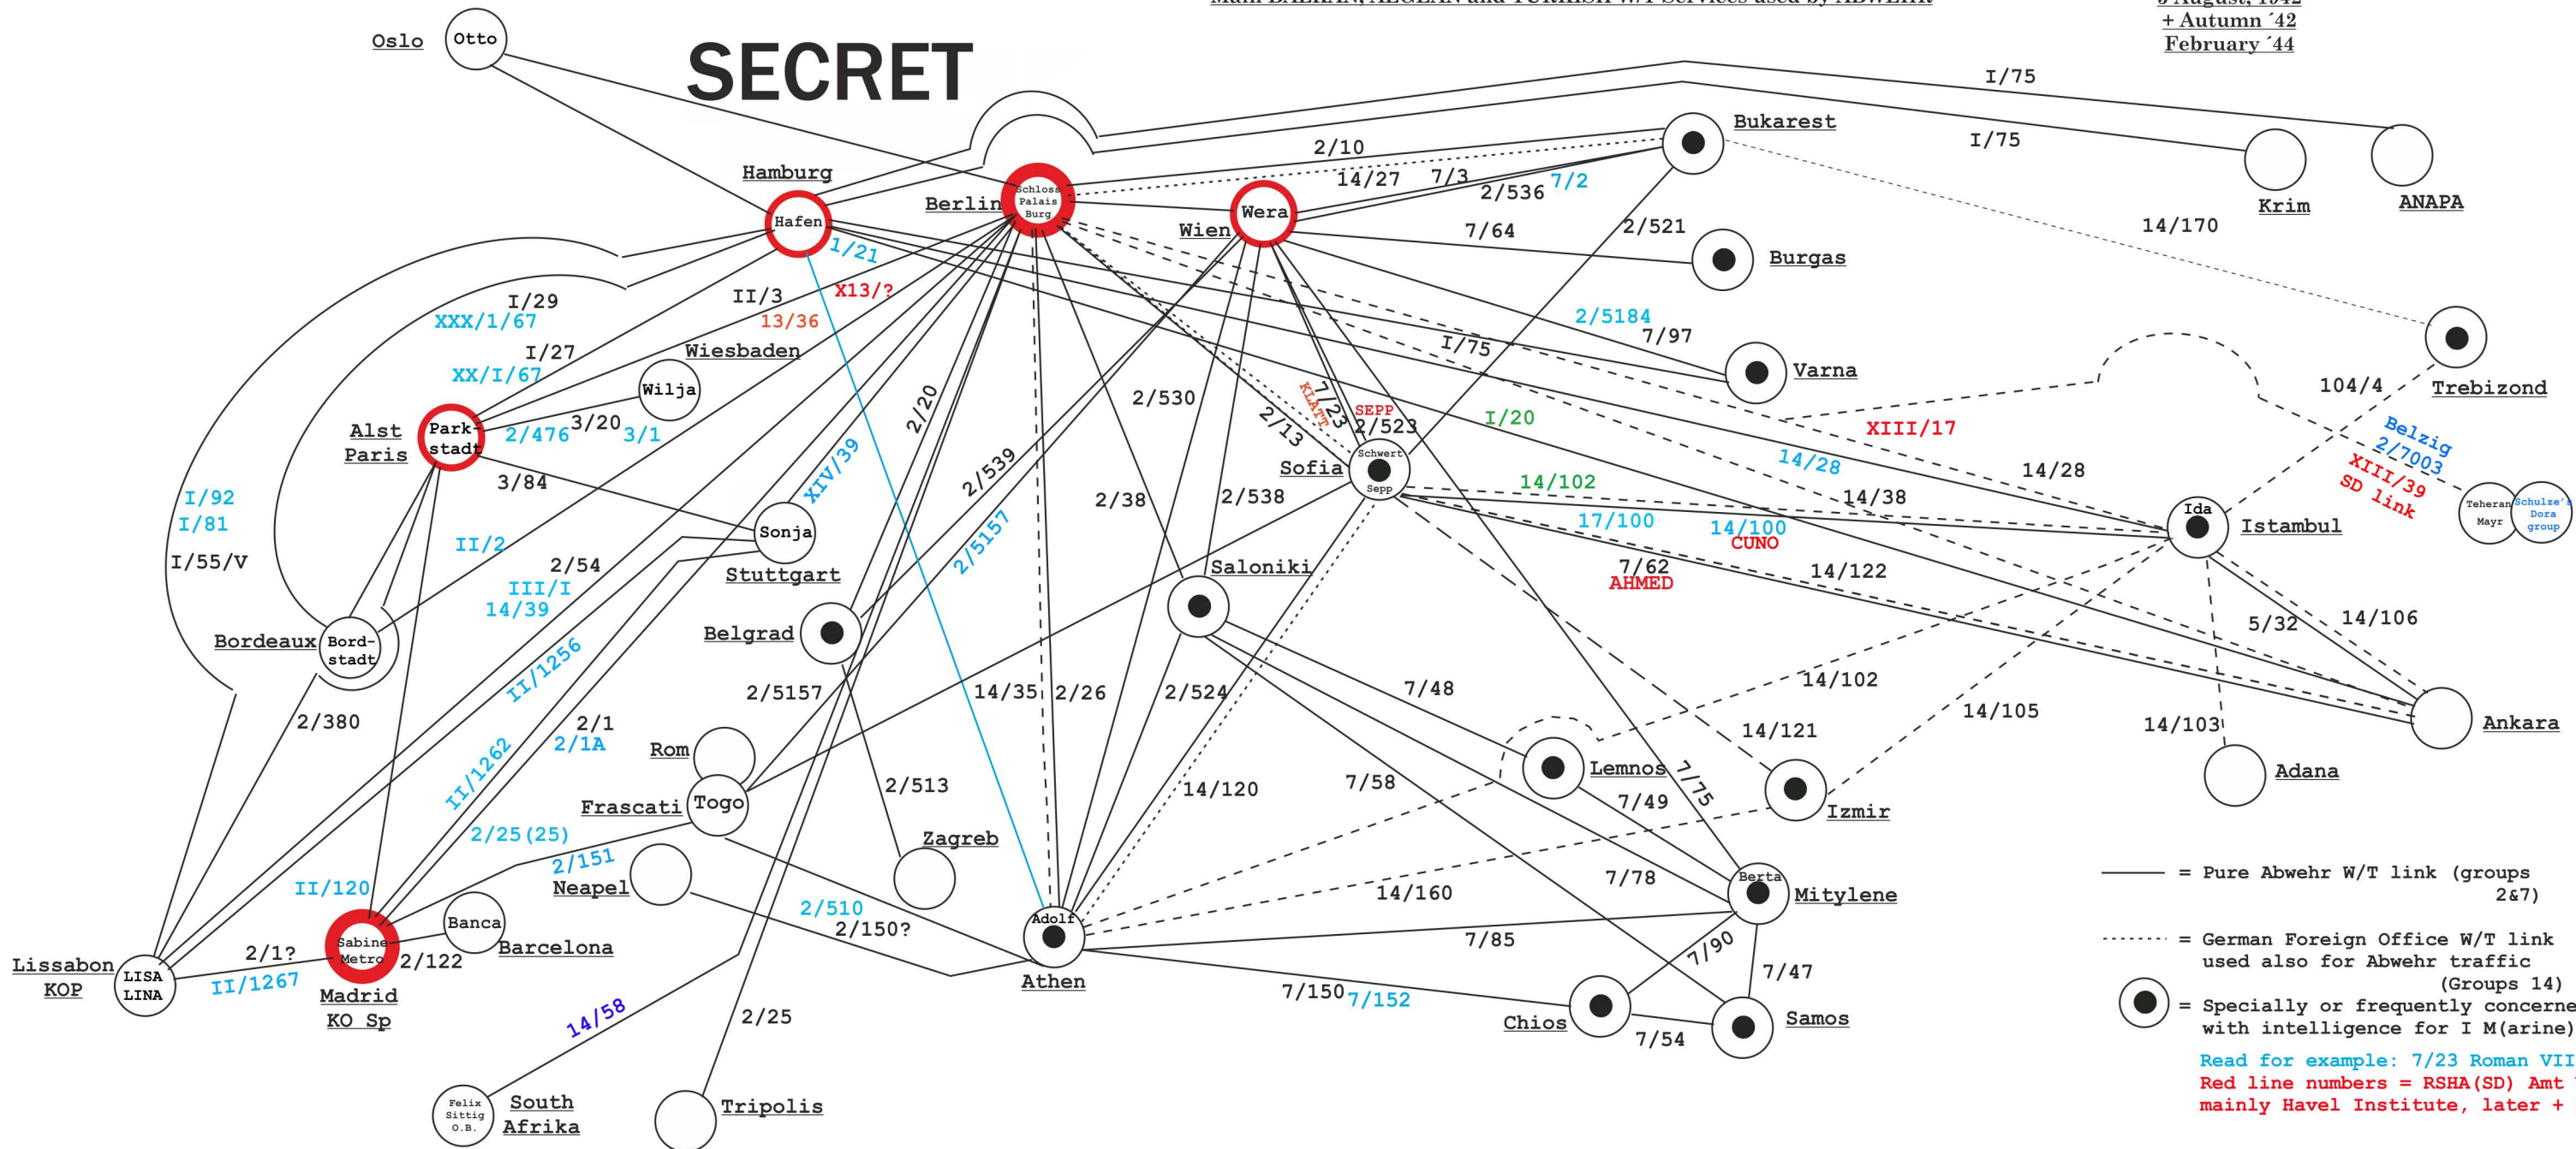 Main BALKAN, AEGEAN and TURKISH W/T Services used by ABWEHR
5 August, 1942
+ Autumn ´42
February ´44
SECRET
Oslo
Otto
I/75
I/75
Bukarest
Krim
ANAPA
2/10
14/27
7/3
2/536
7/2
Hamburg
Hafen
Berlin
Schloss
Palais
Burg
Wera
Wien
7/64
2/521
Burgas
14/170
1/21
X13/?
II/3
13/36
I/29
XXX/1/67
I/27
XX/I/67
Wiesbaden
Wilja
2/5184
7/97
I/75
Varna
Trebizond
104/4
Alst
Paris
Park-
stadt
2/476
3/20
3/1
3/84
2/20
2/530
2/13
KLATT
7/23
SEPP
2/523
I/20
XIII/17
Belzig
2/7003
XIII/39
SD link
Teheran
Mayr
Schulze's
Dora
group
Sofia
Schwert
Sepp
14/28
14/28
14/38
14/102
17/100
14/100
CUNO
7/62
AHMED
14/122
Ida
Istambul
I/92
I/81
I/55/V
II/2
XIV/39
2/539
2/5157
2/38
2/538
Sonja
Stuttgart
2/54
III/I
14/39
Saloniki
Belgrad
Bordeaux
Bord-
stadt
II/1256
14/106
5/32
2/5157
14/35
2/26
2/524
7/48
14/102
14/105
14/103
14/121
Ankara
2/380
2/1
2/1A
II/1262
Rom
Frascati
Togo
2/513
14/120
7/58
Lemnos
7/75
7/49
Izmir
Adana
2/25(25)
2/151
Zagreb
Neapel
II/120
2/510
2/150?
Adolf
Athen
14/160
7/78
Berta
Mitylene
7/85
7/90
7/47
Banca
Barcelona
Sabine
Metro
2/122
2/1?
II/1267
Lissabon
KOP
LISA
LINA
Madrid
KO Sp
14/58
2/25
7/150
7/152
Chios
7/54
Samos
Felix
Sittig
O.B.
South
Afrika
Tripolis
= Pure Abwehr W/T link (groups
2&7)
= German Foreign Office W/T link
used also for Abwehr traffic
(Groups 14)
= Specially or frequently concerne
with intelligence for I M(arine)
Read for example: 7/23 Roman VII
Red line numbers = RSHA(SD) Amt
mainly Havel Institute, later +